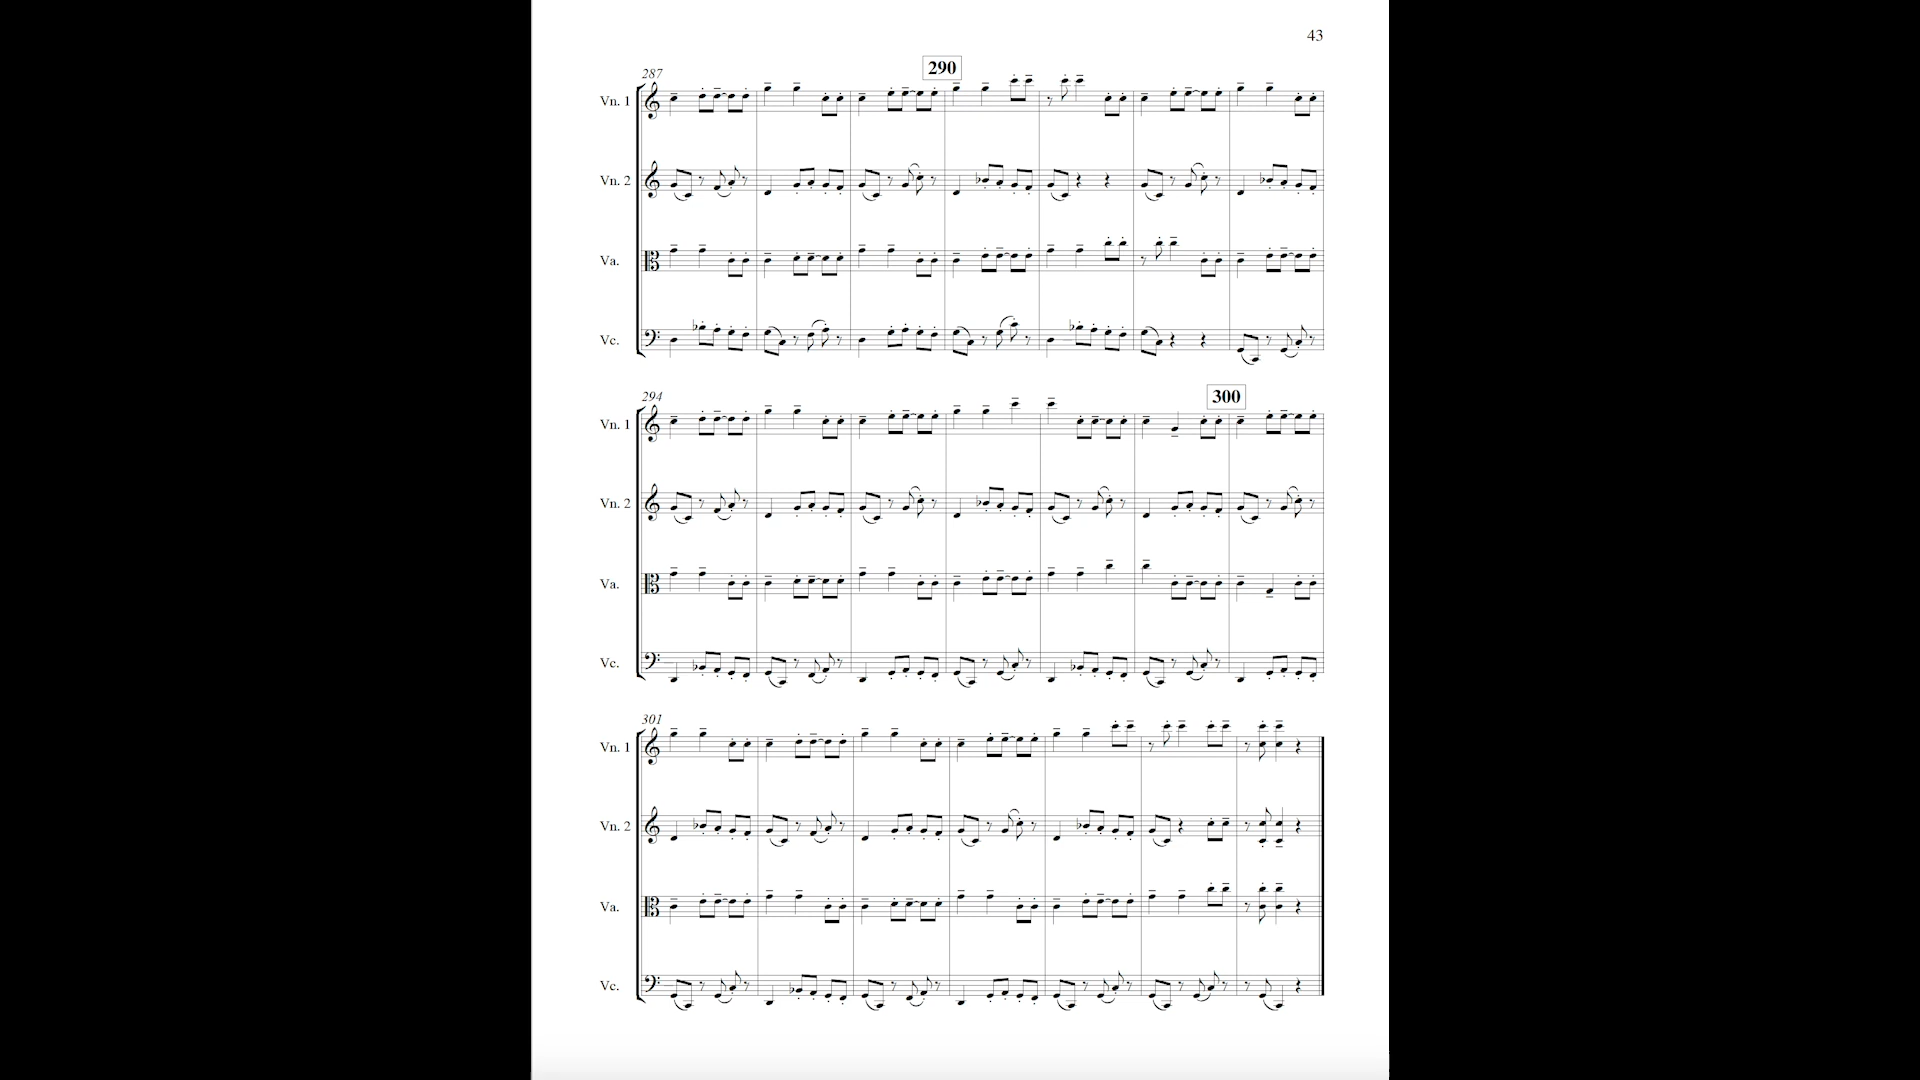 43
290
287
Vn. 1
Vn. 2
Va.
Vc.
300
294
Vn. 1
Vn. 2
Va.
Vc.
301
Vn. 1
Vn. 2
Va.
Vc.